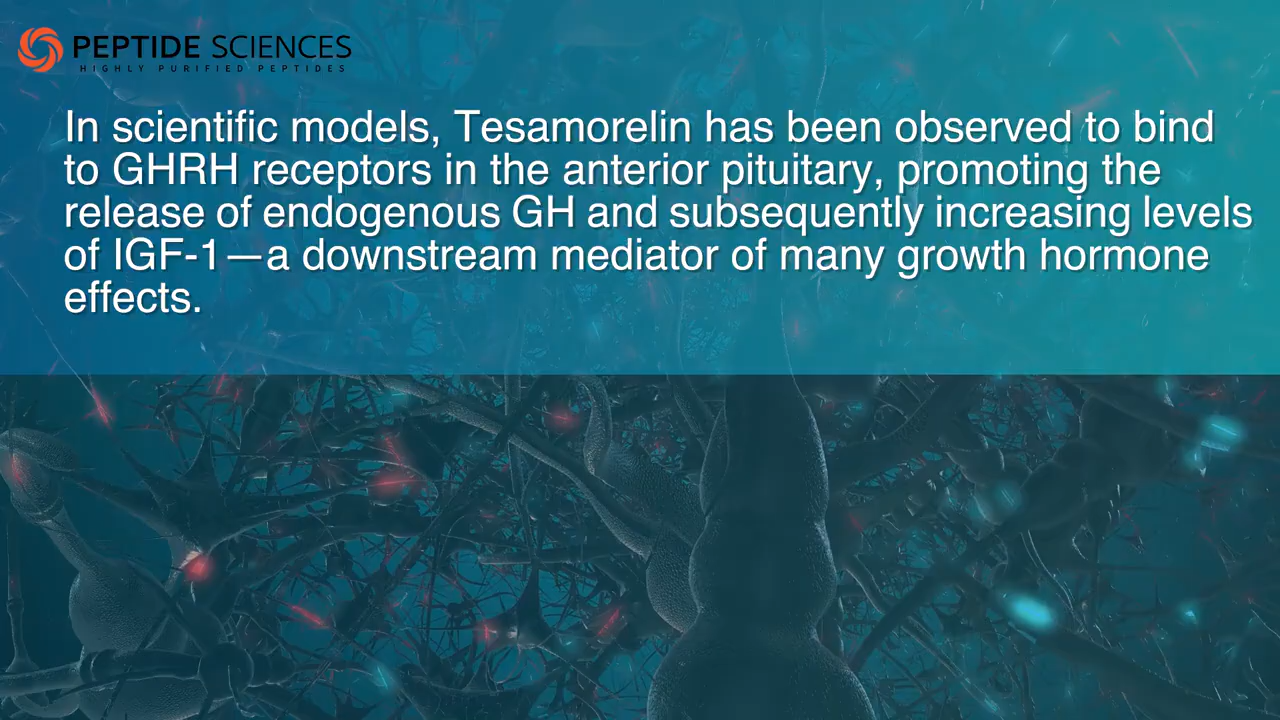 PEPTIDE SCIENCES
HIGHLY PURIFIED PEPTIDES
In scientific models, Tesamorelin has been observed to bind
to GHRH receptors in the anterior pituitary, promoting the
release of endogenous GH and subsequently increasing levels
of IGF-1—a downstream mediator of many growth hormone
effects.